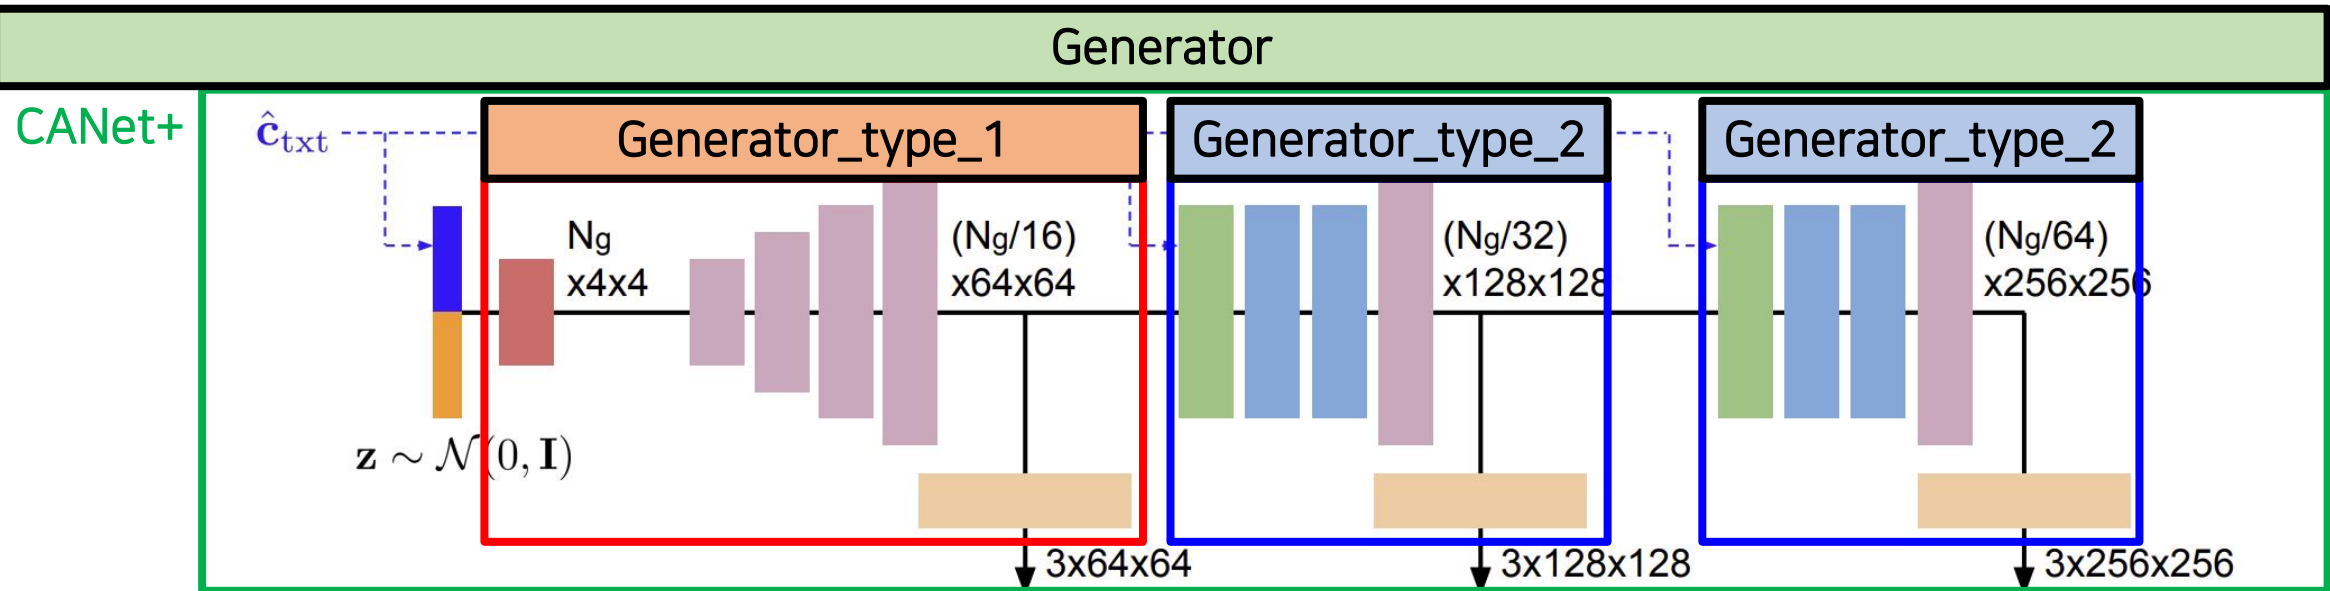 Generator
CANet+
ĉtxt
Generator_type_1
Generator_type_2
Generator_type_2
Ng
x4x4
(Ng/16)
x64x64
(Ng/32)
x128x128
(Ng/64)
x256x256
z ∼ 𝒩(0, I)
3x64x64
3x128x128
3x256x256